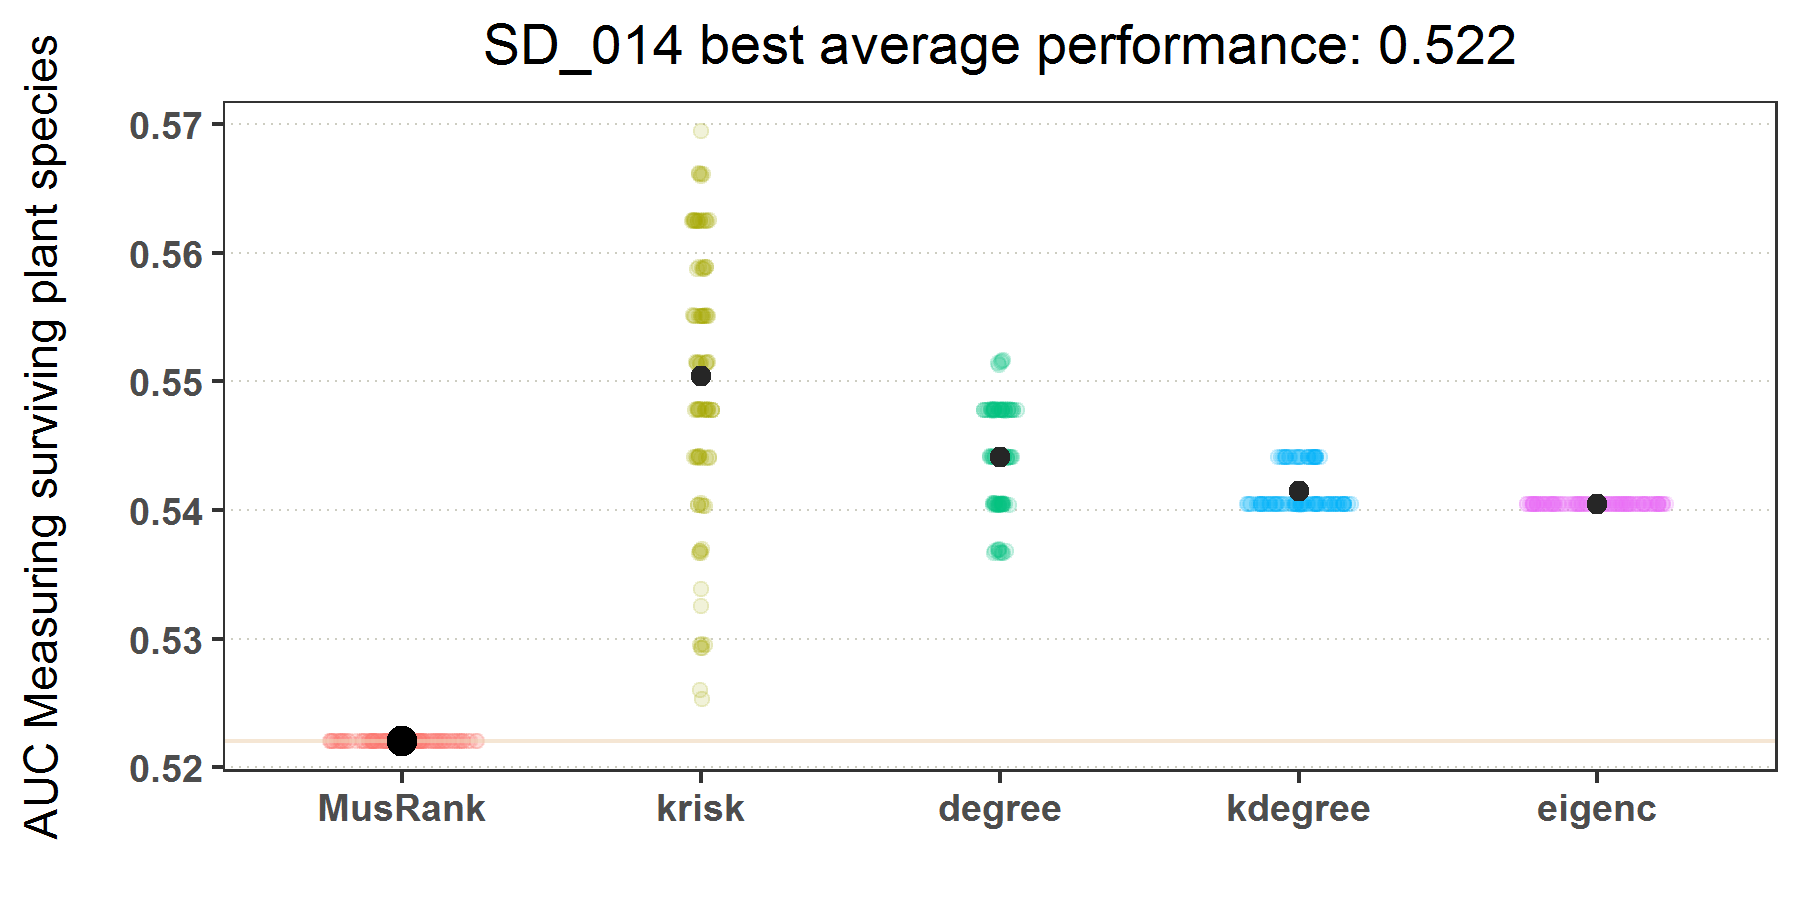 SD_014 best average performance: 0.522
AUC Measuring surviving plant species
0.57
0.56
0.55
0.54
0.53
0.52
MusRank krisk degree kdegree eigenc